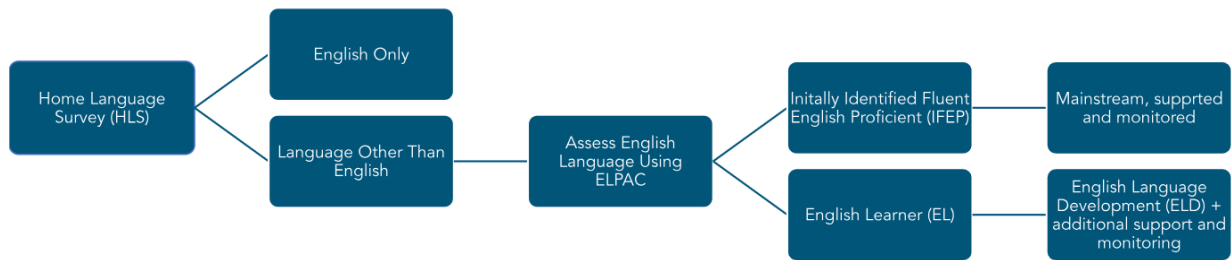 Home Language
Survey (HLS)
English Only
Language Other Than
English
Assess English
Language Using
ELPAC
Initally Identified Fluent
English Proficient (IFEP)
English Learner (EL)
Mainstream, supprted
and monitored
English Language
Development (ELD) +
additional support and
monitoring